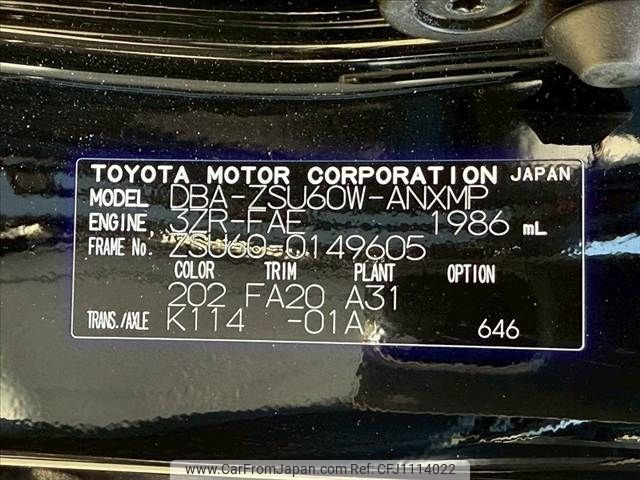 TOYOTA MOTOR CORPORATION JAPAN
MODEL DBA-ZSU60W-ANXMP
ENGINE 3ZR-FAE 1986 mL
FRAME No. ZSU60-0149605
COLOR TRIM PLANT OPTION
202 FA20 A31
TRANS./AXLE K114 -01A 646
www.CarFromJapan.com - Ref No: CFJ1114022